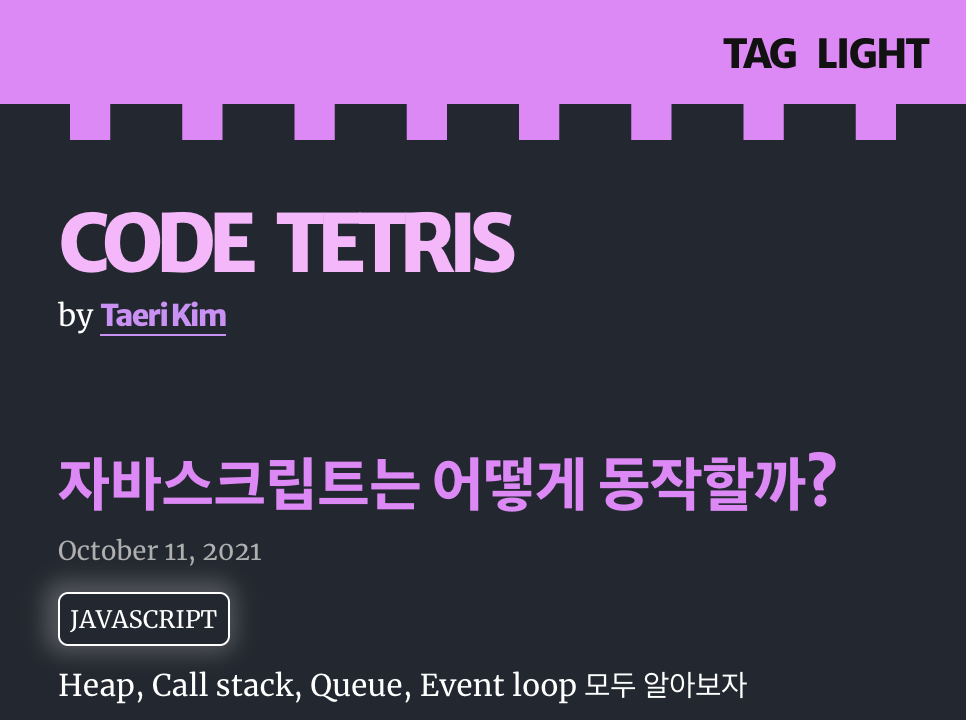 TAG LIGHT
CODE TETRIS
by Taeri Kim
자바스크립트는 어떻게 동작할까?
October 11, 2021
JAVASCRIPT
Heap, Call stack, Queue, Event loop 모두 알아보자